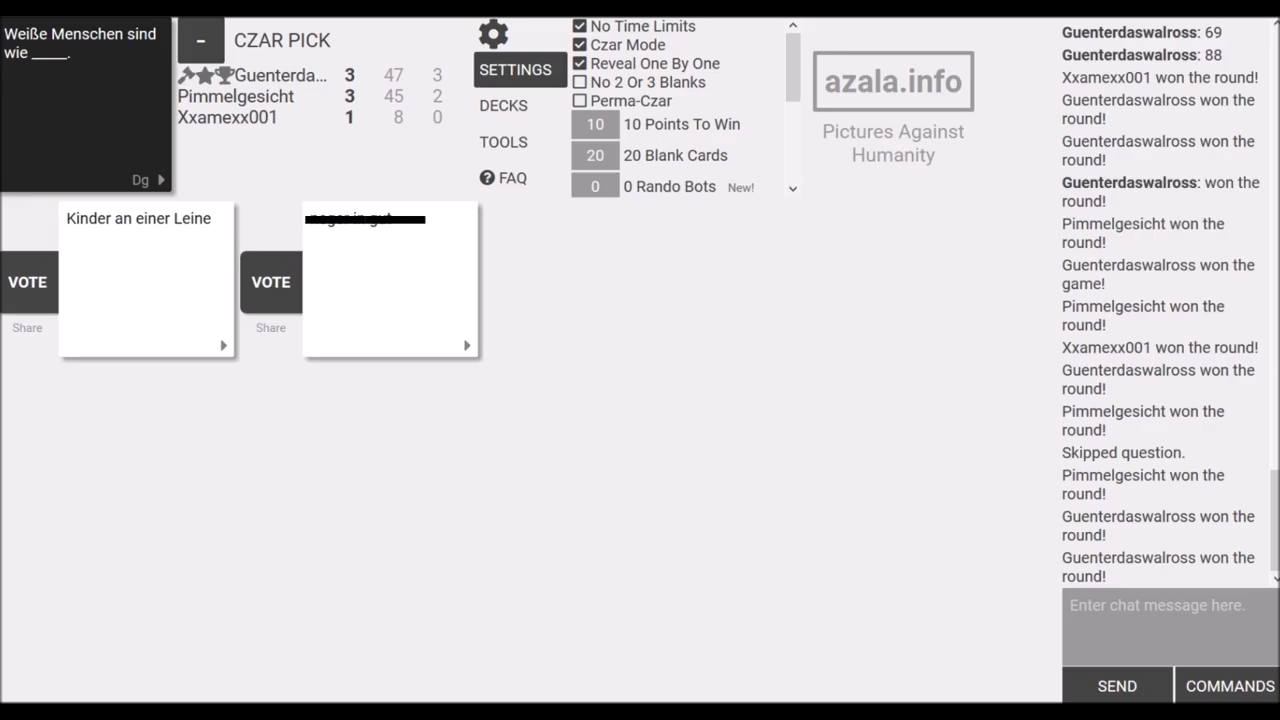 Weiße Menschen sind
wie _____.
Dg
-
CZAR PICK
Guenterda... 3 47 3
Pimmelgesicht 3 45 2
Xxamexx001 1 8 0
SETTINGS
DECKS
TOOLS
FAQ
No Time Limits
Czar Mode
Reveal One By One
No 2 Or 3 Blanks
Perma-Czar
10 10 Points To Win
20 20 Blank Cards
0 0 Rando Bots New!
azala.info
Pictures Against
Humanity
VOTE
Share
Kinder an einer Leine
VOTE
Share
Guenterdaswalross: 69
Guenterdaswalross: 88
Xxamexx001 won the round!
Guenterdaswalross won the
round!
Guenterdaswalross won the
round!
Guenterdaswalross: won the
round!
Pimmelgesicht won the
round!
Guenterdaswalross won the
game!
Pimmelgesicht won the
round!
Xxamexx001 won the round!
Guenterdaswalross won the
round!
Pimmelgesicht won the
round!
Skipped question.
Pimmelgesicht won the
round!
Guenterdaswalross won the
round!
Guenterdaswalross won the
round!
Enter chat message here.
SEND
COMMANDS